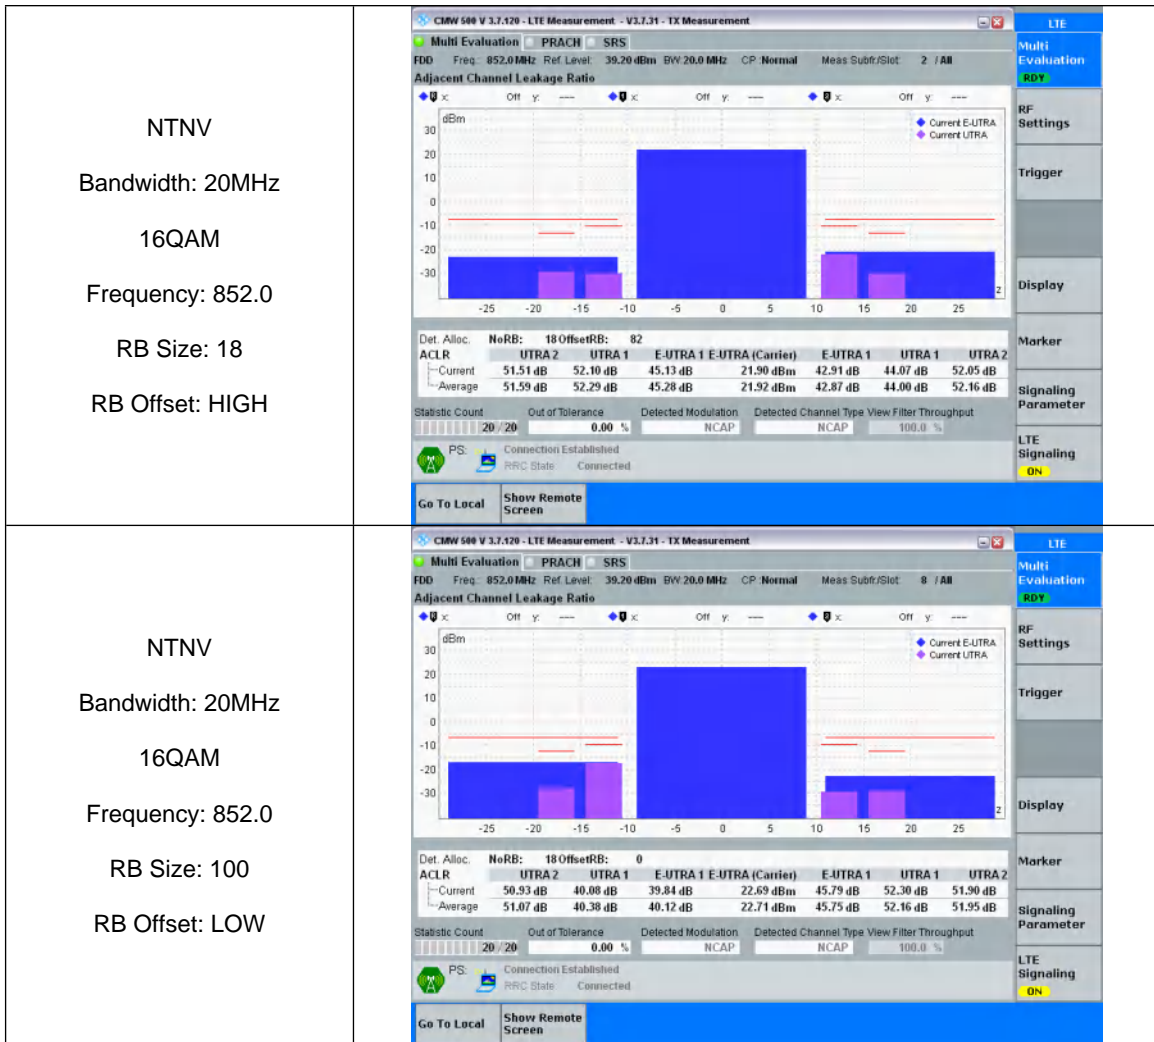 NTNV
Bandwidth: 20MHz
16QAM
Frequency: 852.0
RB Size: 18
RB Offset: HIGH
CMW 500 V 3.7.120 - LTE Measurement - V3.7.31 - TX Measurement
LTE
Multi Evaluation PRACH SRS
Multi Evaluation
RDY
FDD Freq.: 852.0 MHz Ref. Level: 39.20 dBm BW: 20.0 MHz CP: Normal Meas Subfr./Slot: 2 / All
Adjacent Channel Leakage Ratio
x: Off y: --- x: Off y: --- x: Off y: ---
dBm
Current E-UTRA
Current UTRA
30
20
10
0
-10
-20
-30
z
-25 -20 -15 -10 -5 0 5 10 15 20 25
RF Settings
Trigger
Display
Marker
Signaling Parameter
LTE Signaling
ON
Det. Alloc. NoRB: 18 OffsetRB: 82
ACLR UTRA 2 UTRA 1 E-UTRA 1 E-UTRA (Carrier) E-UTRA 1 UTRA 1 UTRA 2
Current 51.51 dB 52.10 dB 45.13 dB 21.90 dBm 42.91 dB 44.07 dB 52.05 dB
Average 51.59 dB 52.29 dB 45.28 dB 21.92 dBm 42.87 dB 44.00 dB 52.16 dB
Statistic Count Out of Tolerance Detected Modulation Detected Channel Type View Filter Throughput
20 / 20 0.00 % NCAP NCAP 100.0 %
PS: Connection Established
RRC State Connected
Go To Local Show Remote Screen
NTNV
Bandwidth: 20MHz
16QAM
Frequency: 852.0
RB Size: 100
RB Offset: LOW
CMW 500 V 3.7.120 - LTE Measurement - V3.7.31 - TX Measurement
LTE
Multi Evaluation PRACH SRS
Multi Evaluation
RDY
FDD Freq.: 852.0 MHz Ref. Level: 39.20 dBm BW: 20.0 MHz CP: Normal Meas Subfr./Slot: 8 / All
Adjacent Channel Leakage Ratio
x: Off y: --- x: Off y: --- x: Off y: ---
dBm
Current E-UTRA
Current UTRA
30
20
10
0
-10
-20
-30
z
-25 -20 -15 -10 -5 0 5 10 15 20 25
RF Settings
Trigger
Display
Marker
Signaling Parameter
LTE Signaling
ON
Det. Alloc. NoRB: 18 OffsetRB: 0
ACLR UTRA 2 UTRA 1 E-UTRA 1 E-UTRA (Carrier) E-UTRA 1 UTRA 1 UTRA 2
Current 50.93 dB 40.08 dB 39.84 dB 22.69 dBm 45.79 dB 52.30 dB 51.90 dB
Average 51.07 dB 40.38 dB 40.12 dB 22.71 dBm 45.75 dB 52.16 dB 51.95 dB
Statistic Count Out of Tolerance Detected Modulation Detected Channel Type View Filter Throughput
20 / 20 0.00 % NCAP NCAP 100.0 %
PS: Connection Established
RRC State Connected
Go To Local Show Remote Screen